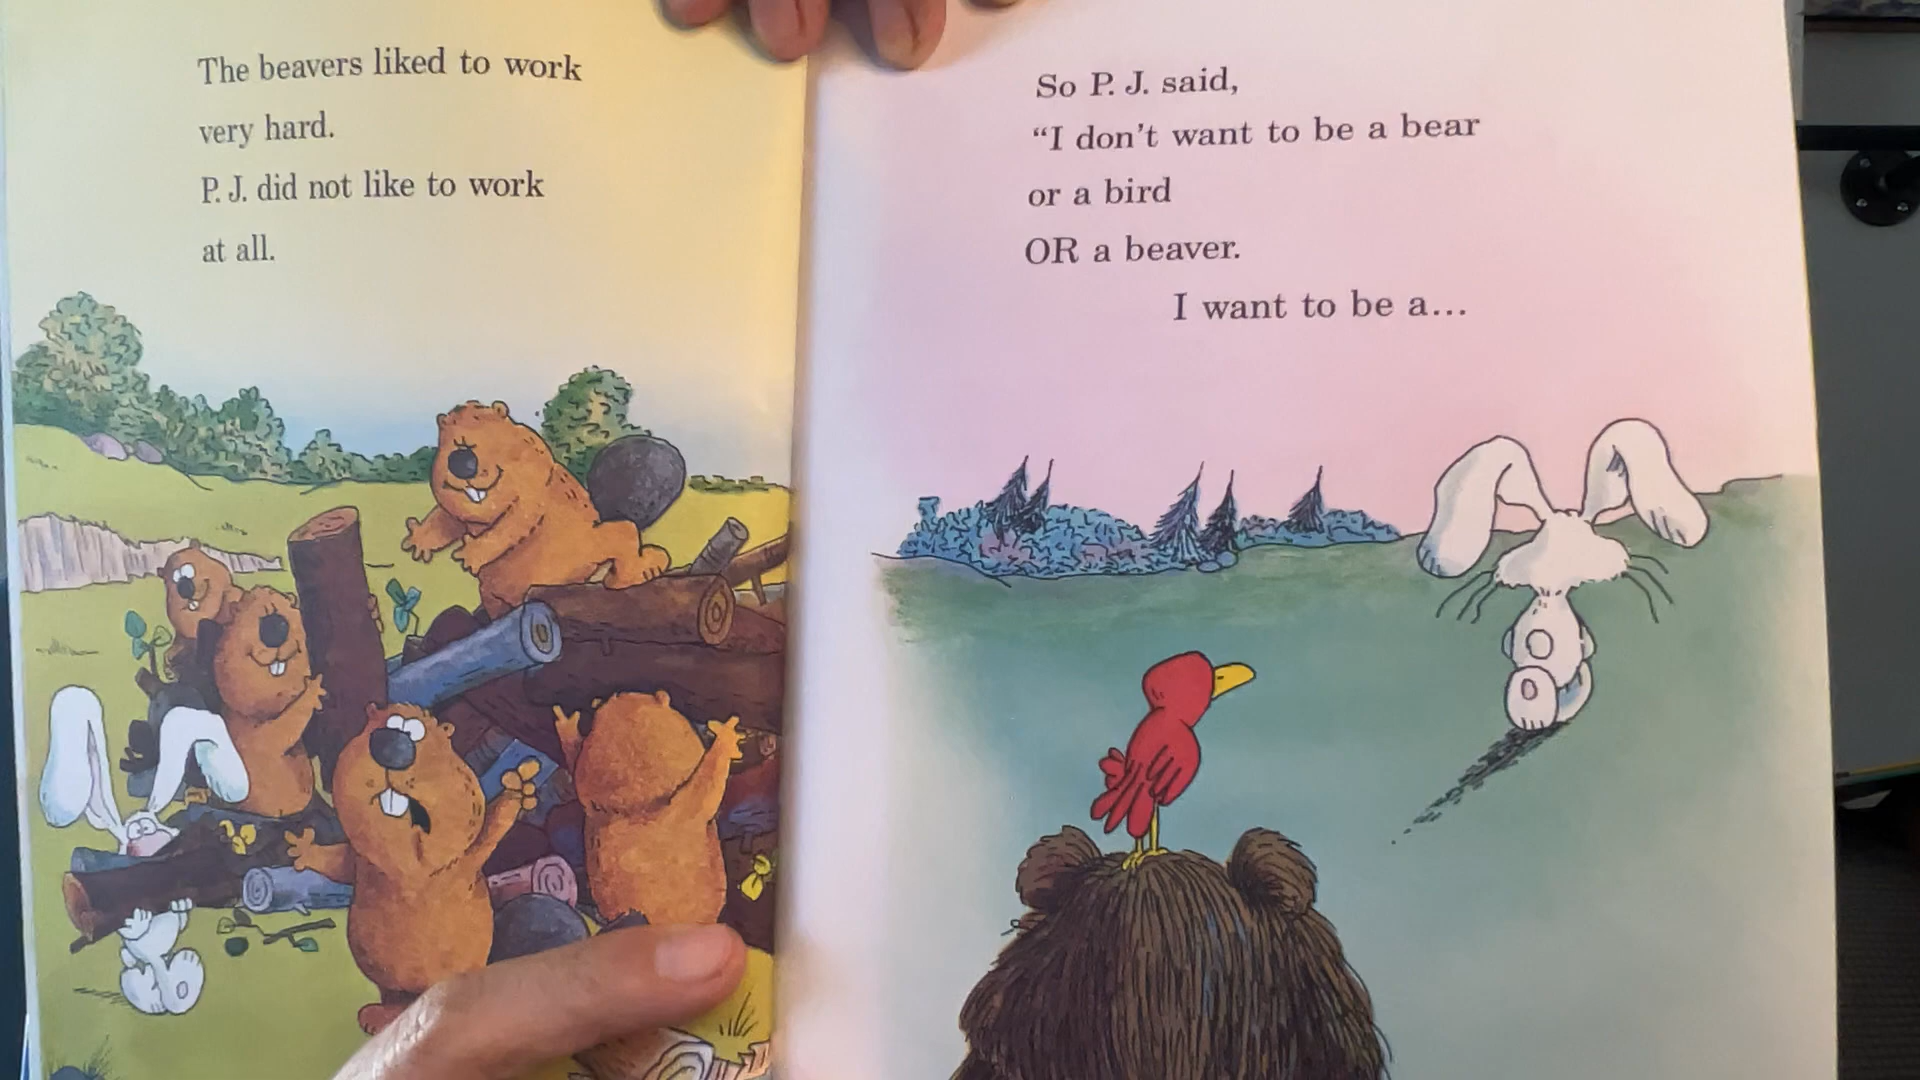 The beavers liked to work
very hard.
P. J. did not like to work
at all.
So P. J. said,
“I don’t want to be a bear
or a bird
OR a beaver.
I want to be a...